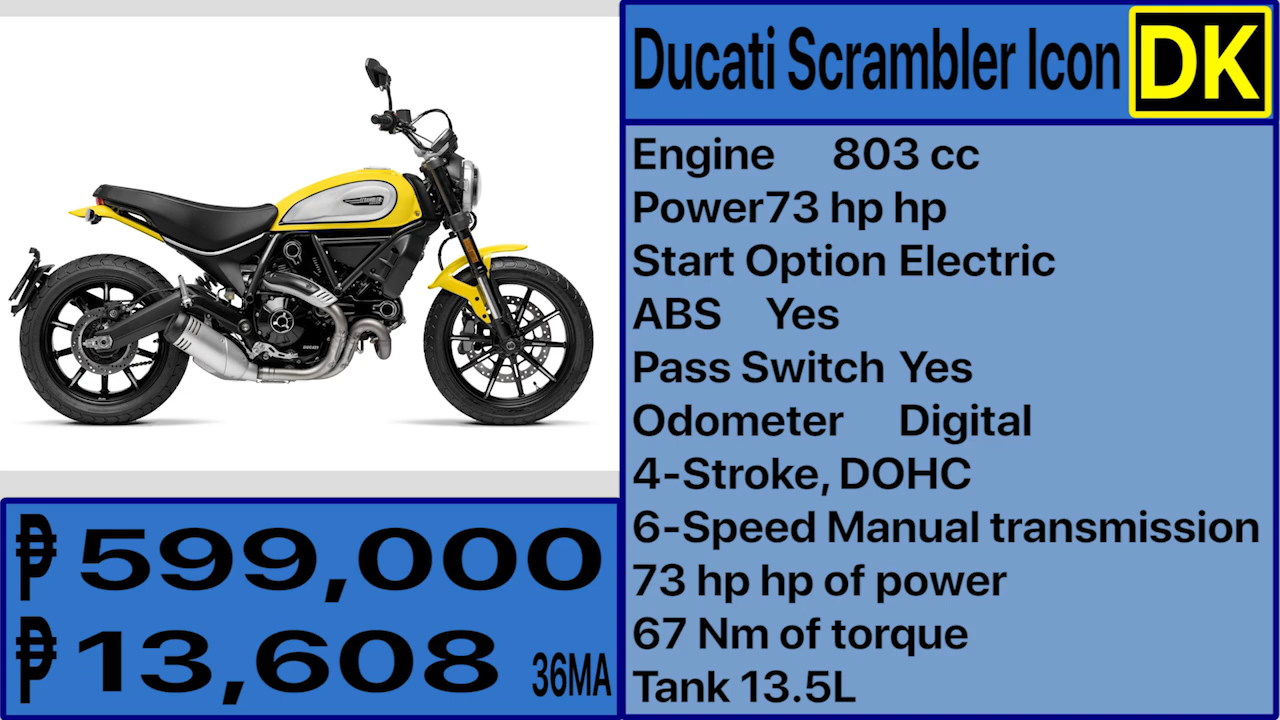 Ducati Scrambler Icon DK
Engine 803 cc
Power73 hp hp
Start Option Electric
ABS Yes
Pass Switch Yes
Odometer Digital
4-Stroke, DOHC
6-Speed Manual transmission
73 hp hp of power
67 Nm of torque
Tank 13.5L
₱ 599,000
₱ 13,608 36MA
SCRAMBLER
DUCATI